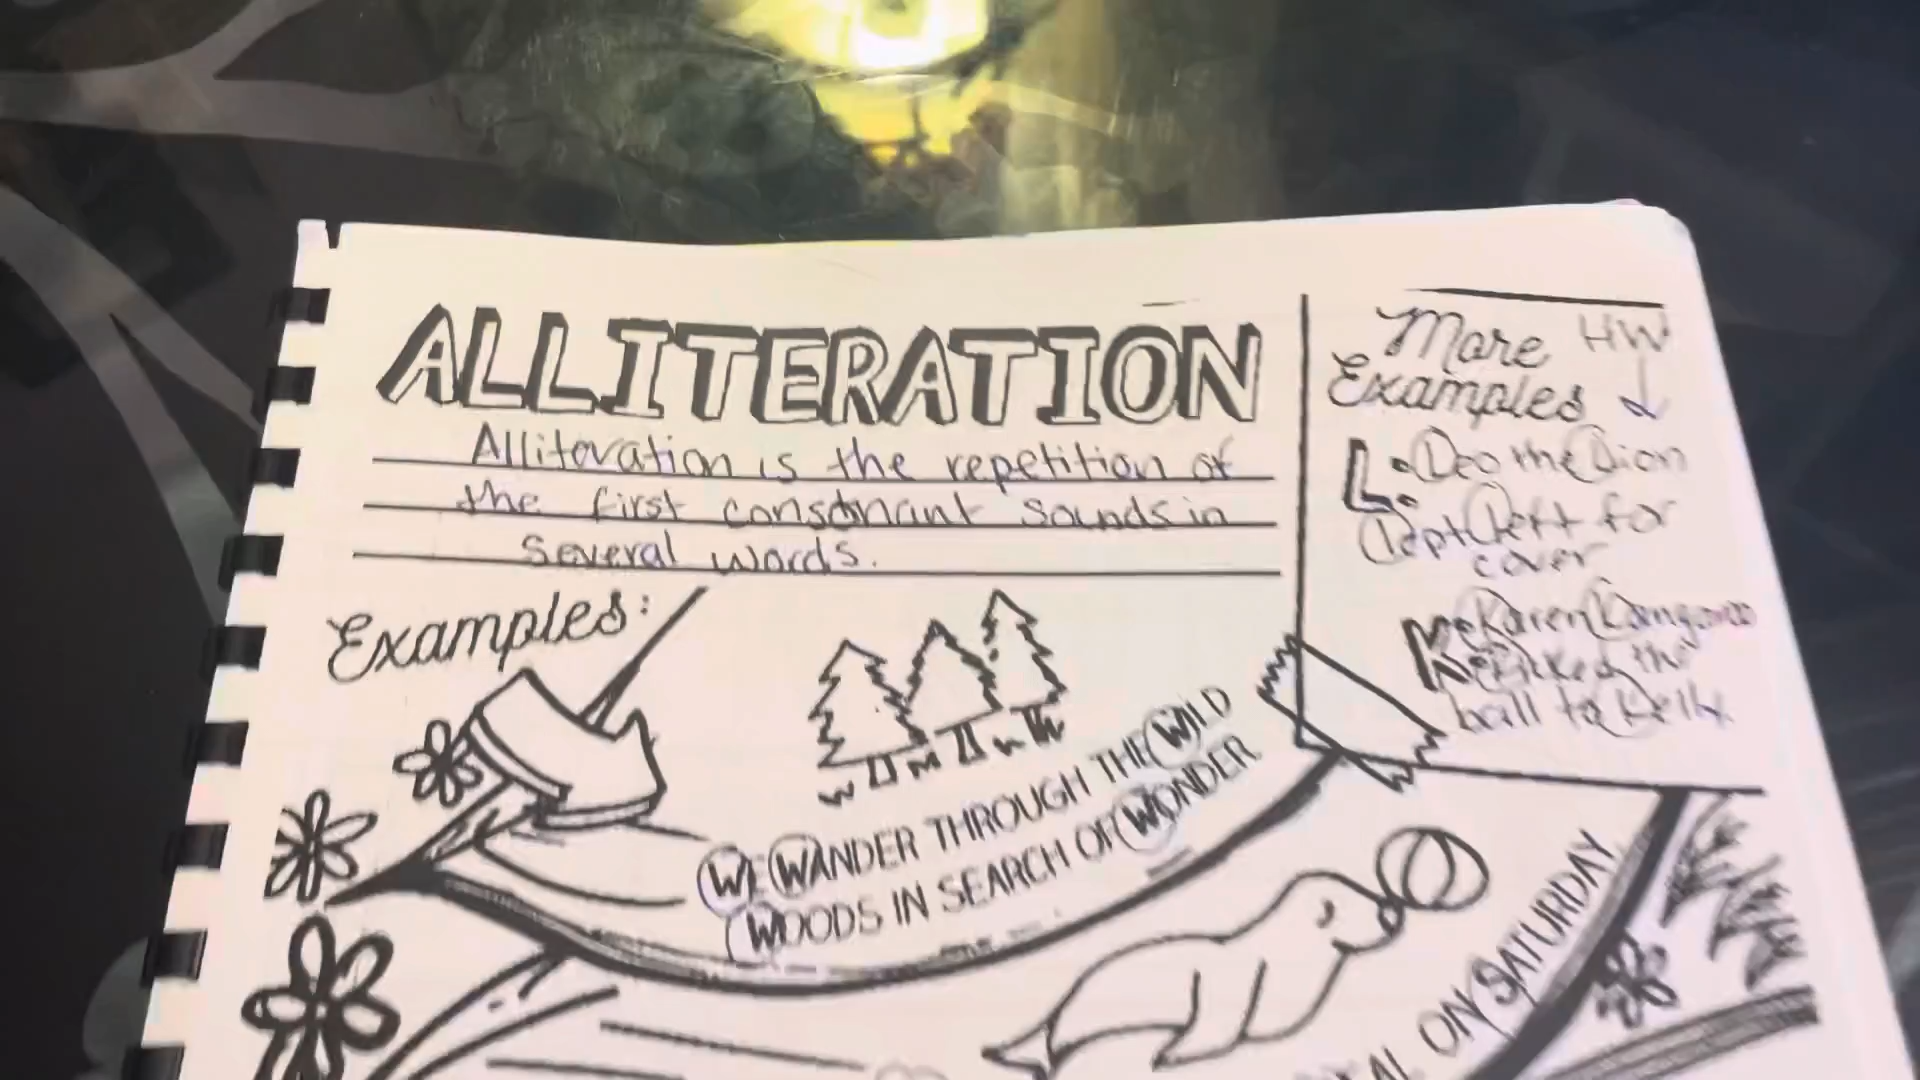 ALLITERATION
Alliteration is the repetition of
the first consonant sounds in
several words.
Examples:
WE WANDER THROUGH THE WILD
WOODS IN SEARCH OF WONDER
More HW
Examples
L: Leo the Lion
Lept Left for
cover
K: Karen Kangaroo
Kicked the
ball to Kelly.
ON SATURDAY